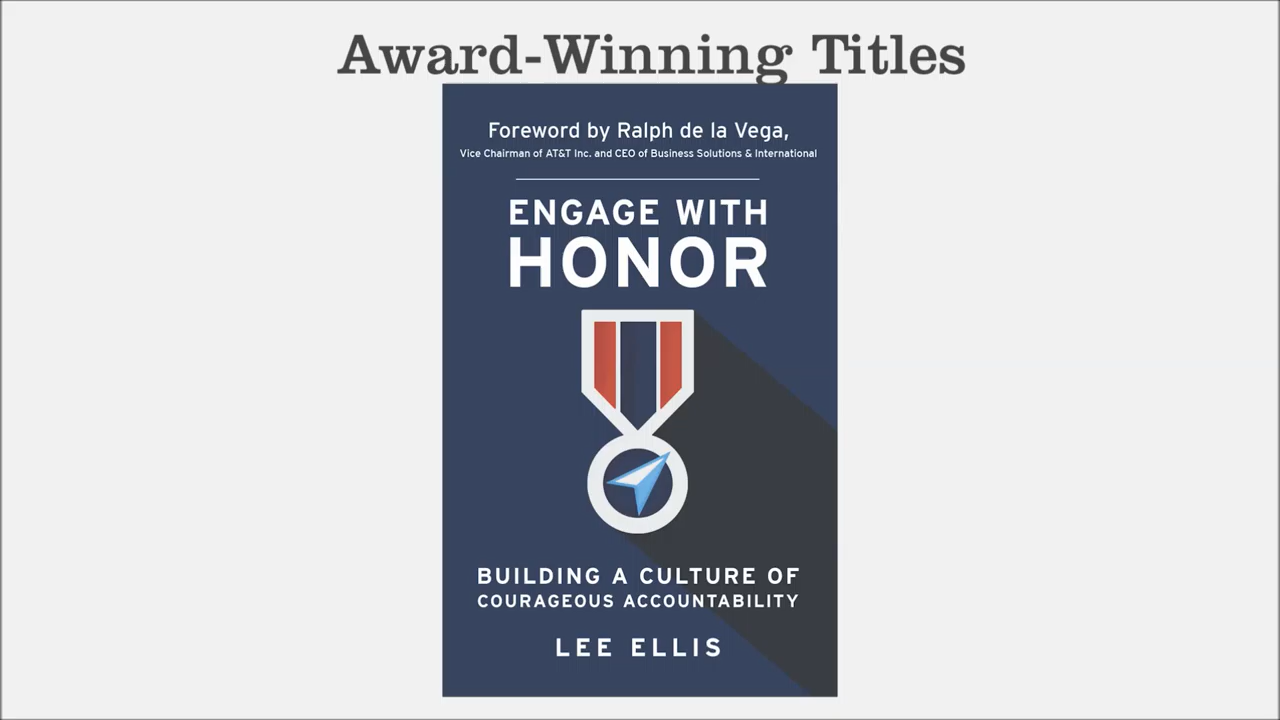 Award-Winning Titles
Foreword by Ralph de la Vega,
Vice Chairman of AT&T Inc. and CEO of Business Solutions & International
ENGAGE WITH
HONOR
BUILDING A CULTURE OF
COURAGEOUS ACCOUNTABILITY
LEE ELLIS